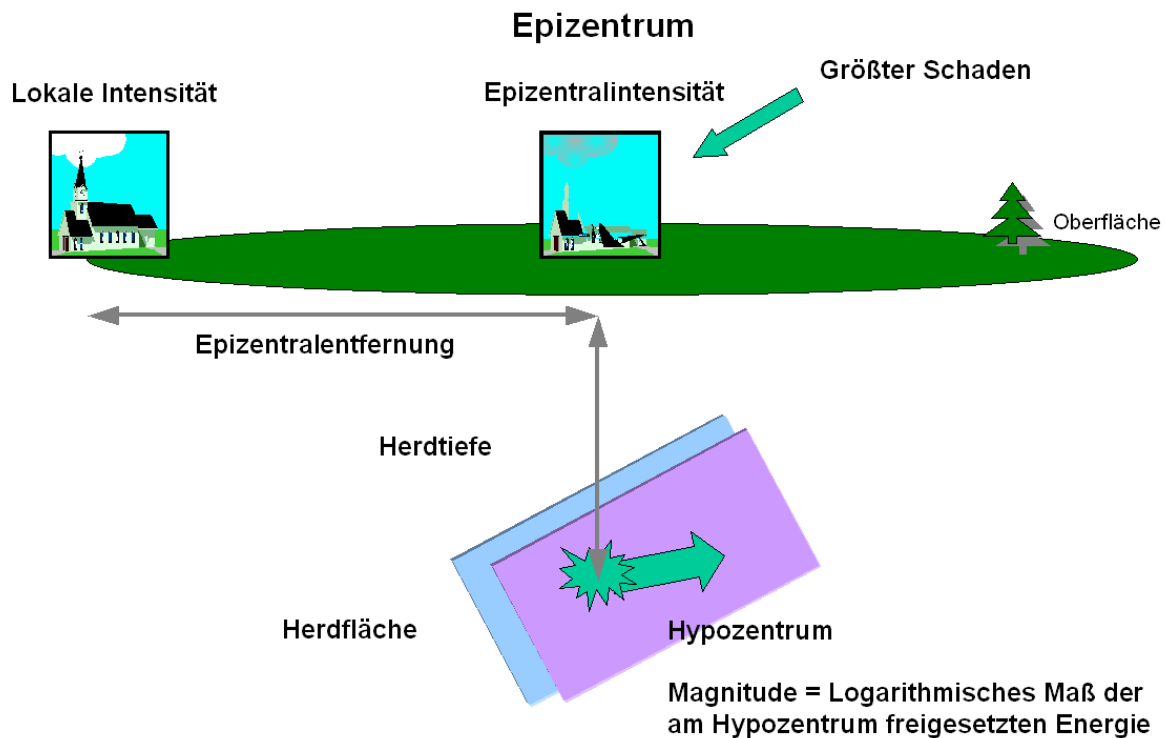 Epizentrum
Größter Schaden
Lokale Intensität
Epizentralintensität
Oberfläche
Epizentralentfernung
Herdtiefe
Herdfläche
Hypozentrum
Magnitude = Logarithmisches Maß der
am Hypozentrum freigesetzten Energie